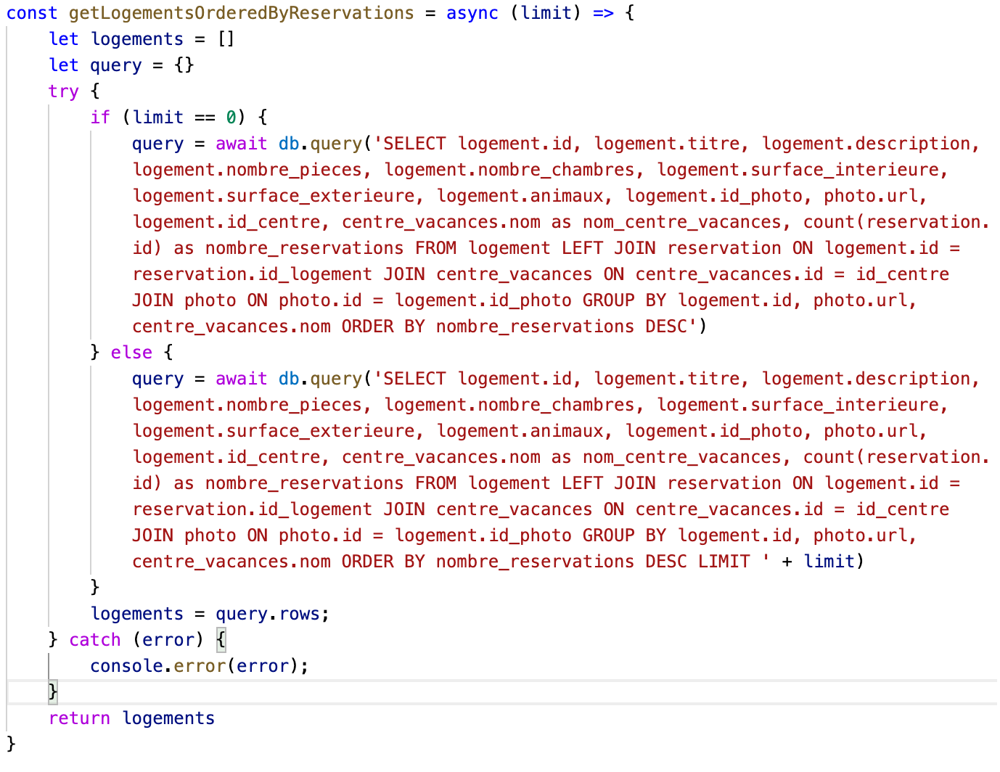 const getLogementsOrderedByReservations = async (limit) => {
    let logements = []
    let query = {}
    try {
        if (limit == 0) {
            query = await db.query('SELECT logement.id, logement.titre, logement.description,
            logement.nombre_pieces, logement.nombre_chambres, logement.surface_interieure,
            logement.surface_exterieure, logement.animaux, logement.id_photo, photo.url,
            logement.id_centre, centre_vacances.nom as nom_centre_vacances, count(reservation.
            id) as nombre_reservations FROM logement LEFT JOIN reservation ON logement.id =
            reservation.id_logement JOIN centre_vacances ON centre_vacances.id = id_centre
            JOIN photo ON photo.id = logement.id_photo GROUP BY logement.id, photo.url,
            centre_vacances.nom ORDER BY nombre_reservations DESC')
        } else {
            query = await db.query('SELECT logement.id, logement.titre, logement.description,
            logement.nombre_pieces, logement.nombre_chambres, logement.surface_interieure,
            logement.surface_exterieure, logement.animaux, logement.id_photo, photo.url,
            logement.id_centre, centre_vacances.nom as nom_centre_vacances, count(reservation.
            id) as nombre_reservations FROM logement LEFT JOIN reservation ON logement.id =
            reservation.id_logement JOIN centre_vacances ON centre_vacances.id = id_centre
            JOIN photo ON photo.id = logement.id_photo GROUP BY logement.id, photo.url,
            centre_vacances.nom ORDER BY nombre_reservations DESC LIMIT ' + limit)
        }
        logements = query.rows;
    } catch (error) {
        console.error(error);
    }
    return logements
}